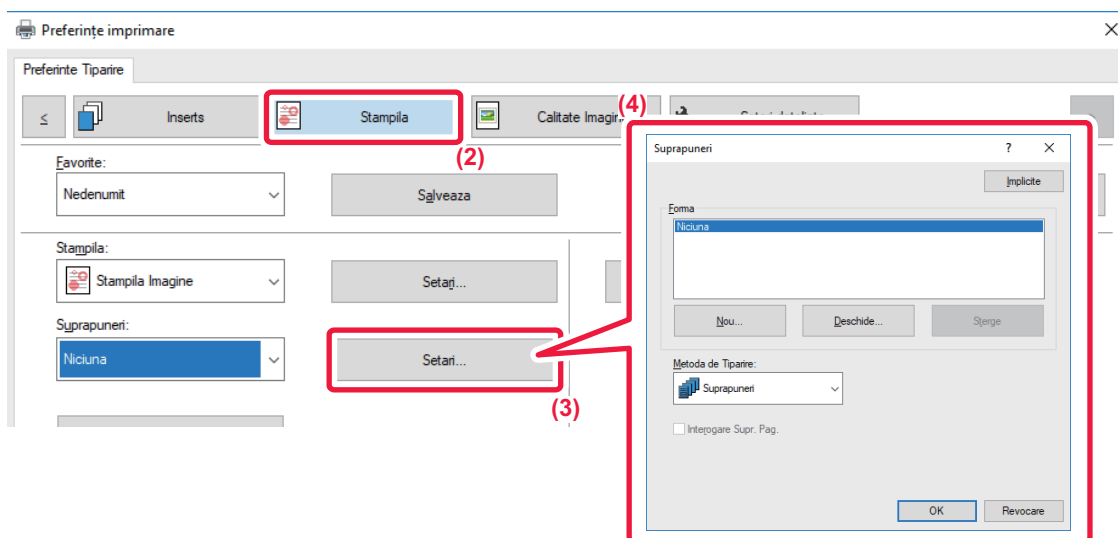 Preferințe imprimare
Preferinte Tiparire
<
Inserts
Stampila
Calitate Imagin
(4)
(2)
Favorite:
Nedenumit
Salveaza
Stampila:
Stampila Imagine
Setari...
Suprapuneri:
Niciuna
Setari...
(3)
Suprapuneri
?
Implicite
Forma
Niciuna
Nou...
Deschide...
Sterge
Metoda de Tiparire:
Suprapuneri
Interogare Supr. Pag.
OK
Revocare